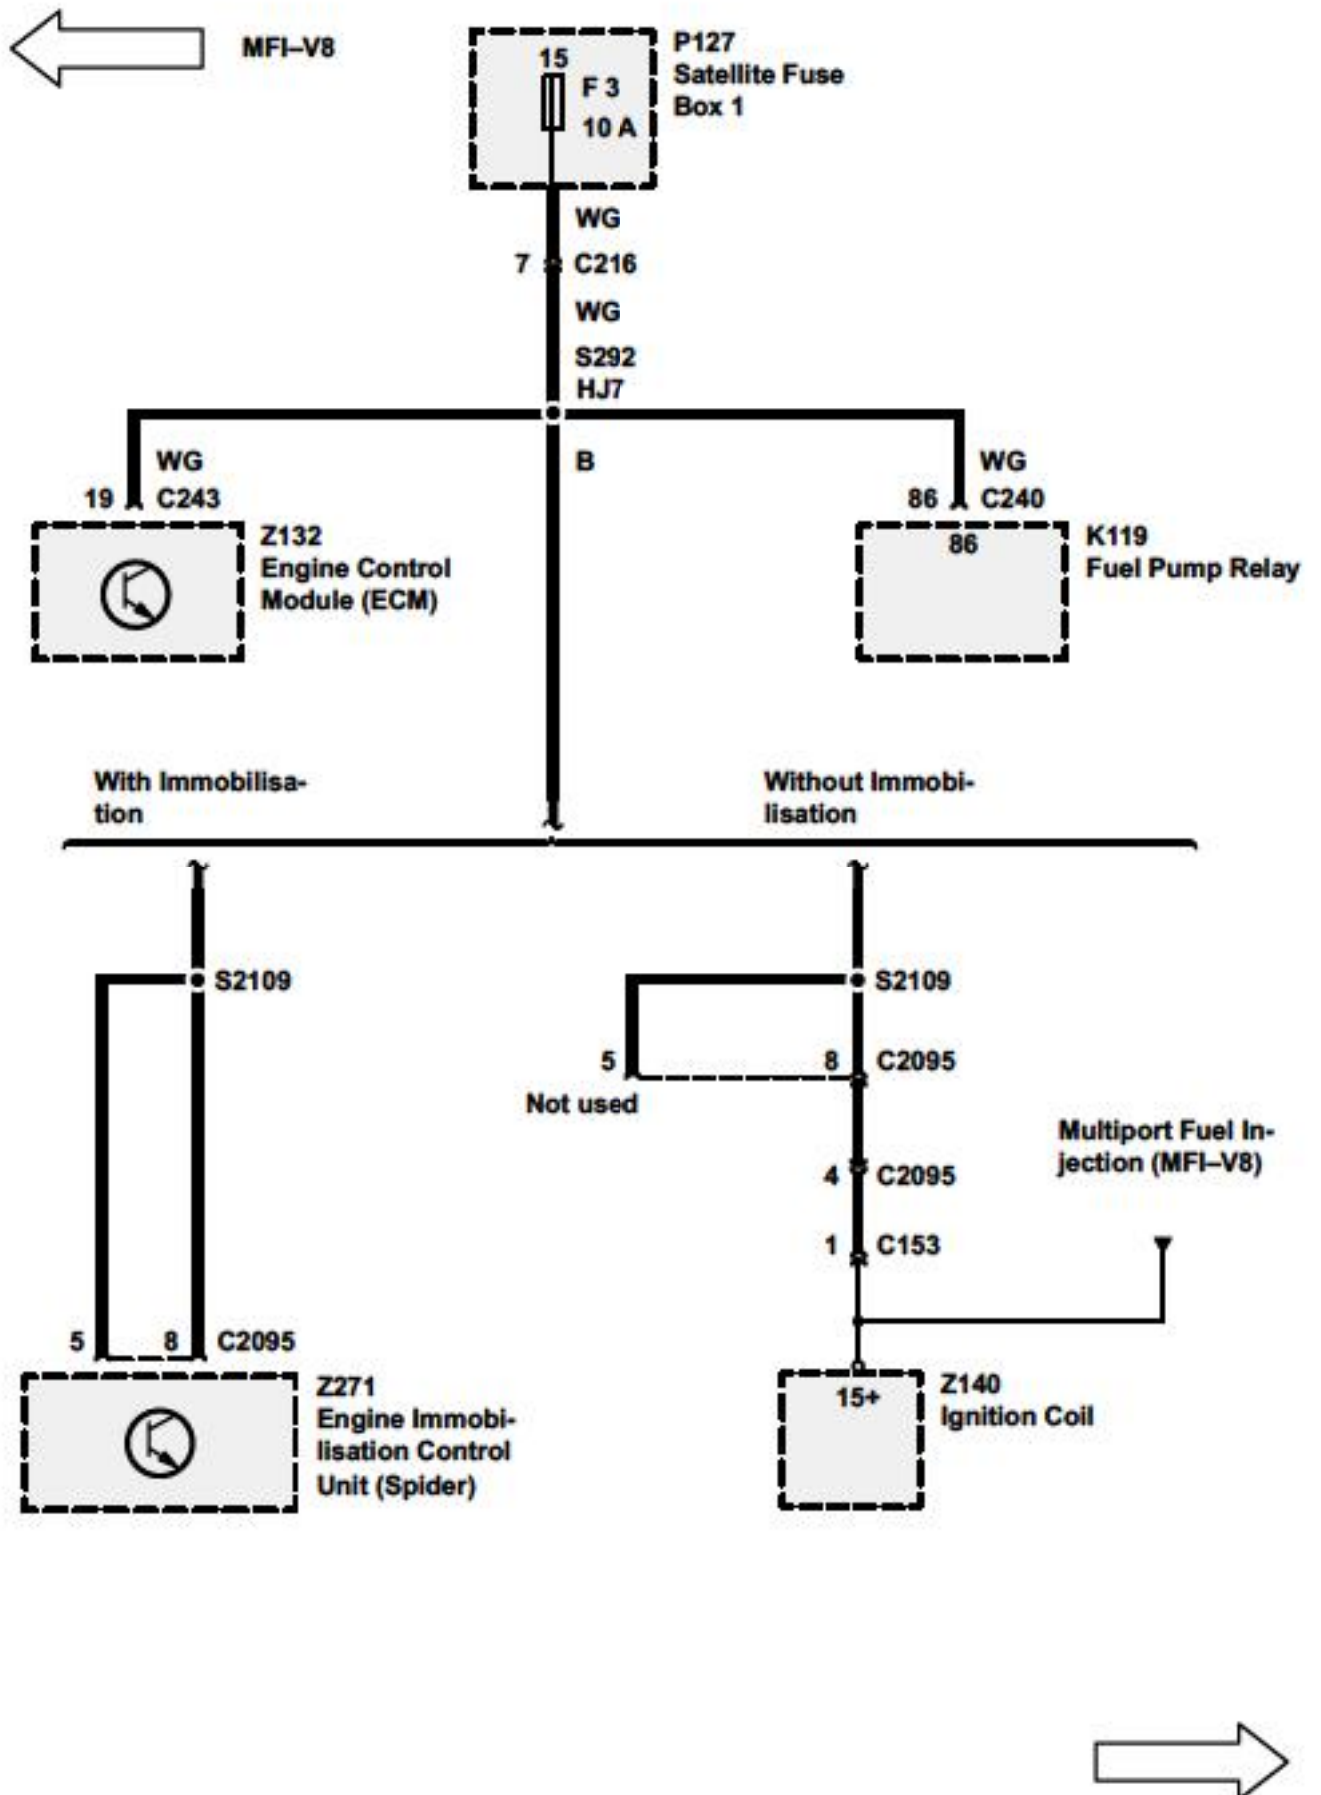 MFI–V8
P127
Satellite Fuse
Box 1
15
F 3
10 A
WG
7 C216
WG
S292
HJ7
WG
B
WG
19 C243
86 C240
Z132
Engine Control
Module (ECM)
86
K119
Fuel Pump Relay
With Immobilisa-
tion
Without Immobi-
lisation
S2109
S2109
5
8 C2095
Not used
Multiport Fuel In-
jection (MFI–V8)
4 C2095
1 C153
5 8 C2095
Z271
Engine Immobi-
lisation Control
Unit (Spider)
15+
Z140
Ignition Coil